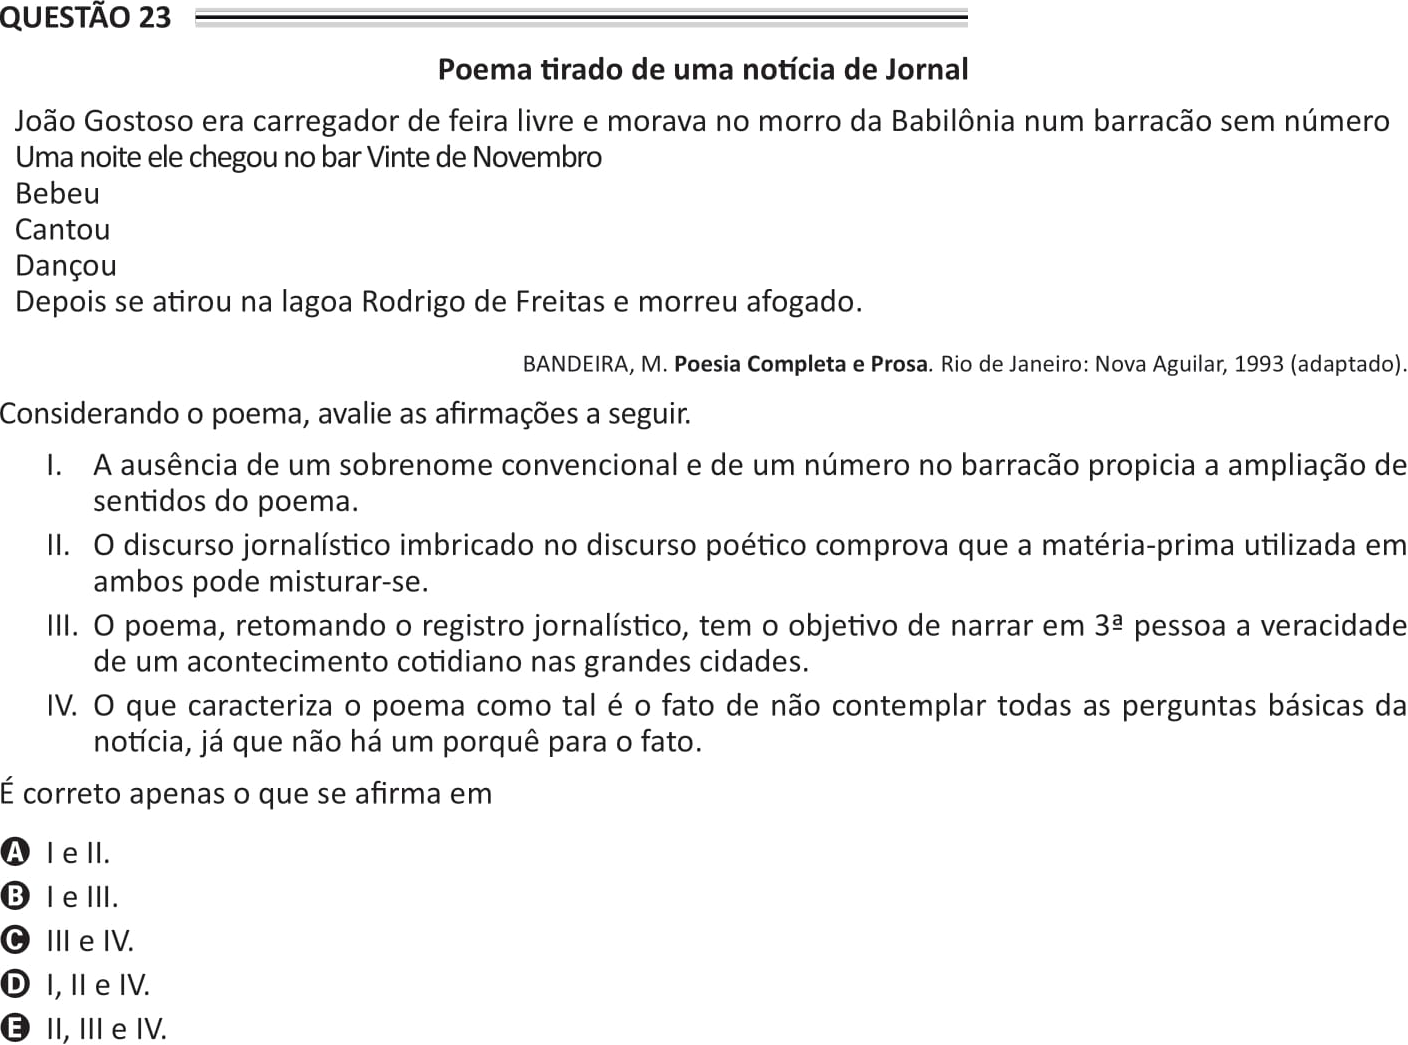 QUESTÃO 23
Poema tirado de uma notícia de Jornal
João Gostoso era carregador de feira livre e morava no morro da Babilônia num barracão sem número
Uma noite ele chegou no bar Vinte de Novembro
Bebeu
Cantou
Dançou
Depois se atirou na lagoa Rodrigo de Freitas e morreu afogado.
BANDEIRA, M. Poesia Completa e Prosa. Rio de Janeiro: Nova Aguilar, 1993 (adaptado).
Considerando o poema, avalie as afirmações a seguir.
I. A ausência de um sobrenome convencional e de um número no barracão propicia a ampliação de
sentidos do poema.
II. O discurso jornalístico imbricado no discurso poético comprova que a matéria-prima utilizada em
ambos pode misturar-se.
III. O poema, retomando o registro jornalístico, tem o objetivo de narrar em 3ª pessoa a veracidade
de um acontecimento cotidiano nas grandes cidades.
IV. O que caracteriza o poema como tal é o fato de não contemplar todas as perguntas básicas da
notícia, já que não há um porquê para o fato.
É correto apenas o que se afirma em
A I e II.
B I e III.
C III e IV.
D I, II e IV.
E II, III e IV.